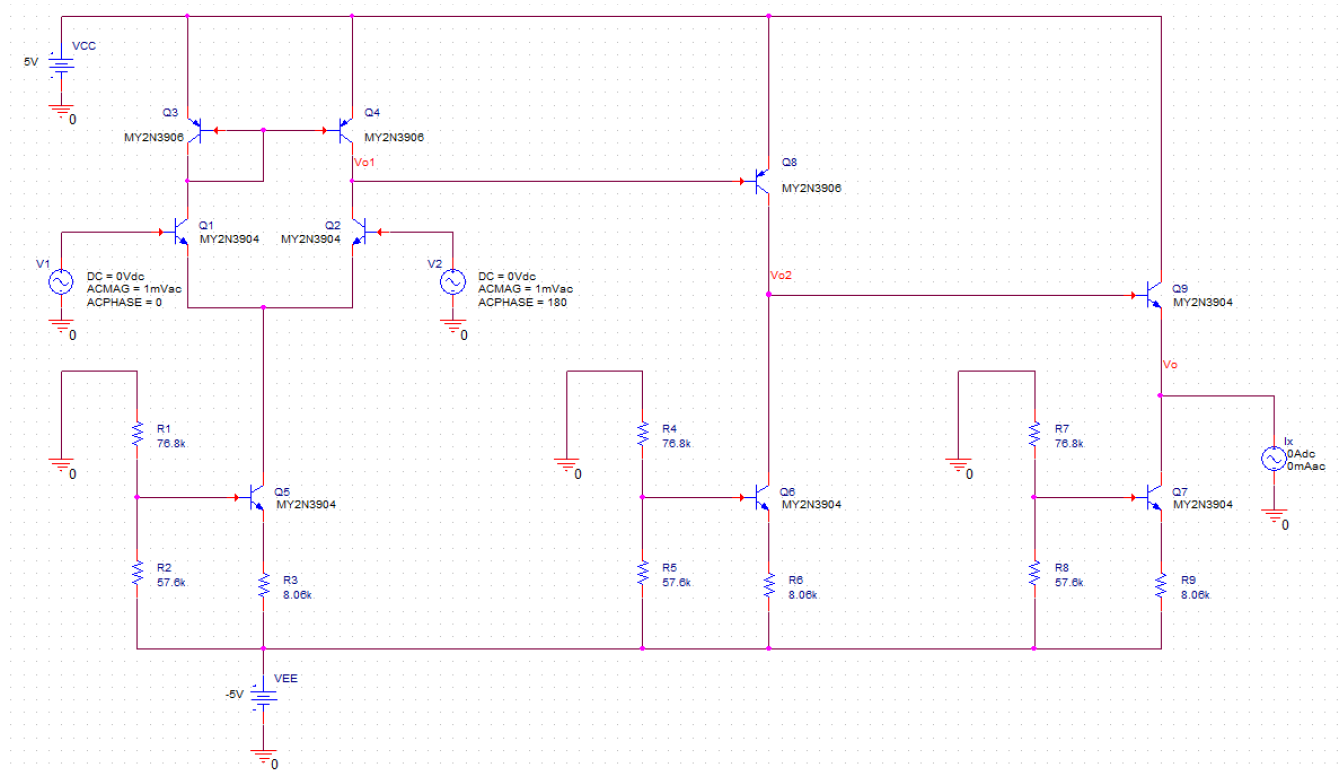 VCC
5V
0
Q3
MY2N3906
Q4
MY2N3906
Vo1
Q8
MY2N3906
Q1
MY2N3904
Q2
MY2N3904
V1
DC = 0Vdc
ACMAG = 1mVac
ACPHASE = 0
0
V2
DC = 0Vdc
ACMAG = 1mVac
ACPHASE = 180
0
Vo2
Q9
MY2N3904
Vo
R1
76.8k
0
R4
76.8k
0
R7
76.8k
0
Ix
0Adc
0mAac
0
Q5
MY2N3904
Q6
MY2N3904
Q7
MY2N3904
R2
57.6k
R3
8.06k
R5
57.6k
R6
8.06k
R8
57.6k
R9
8.06k
VEE
-5V
0